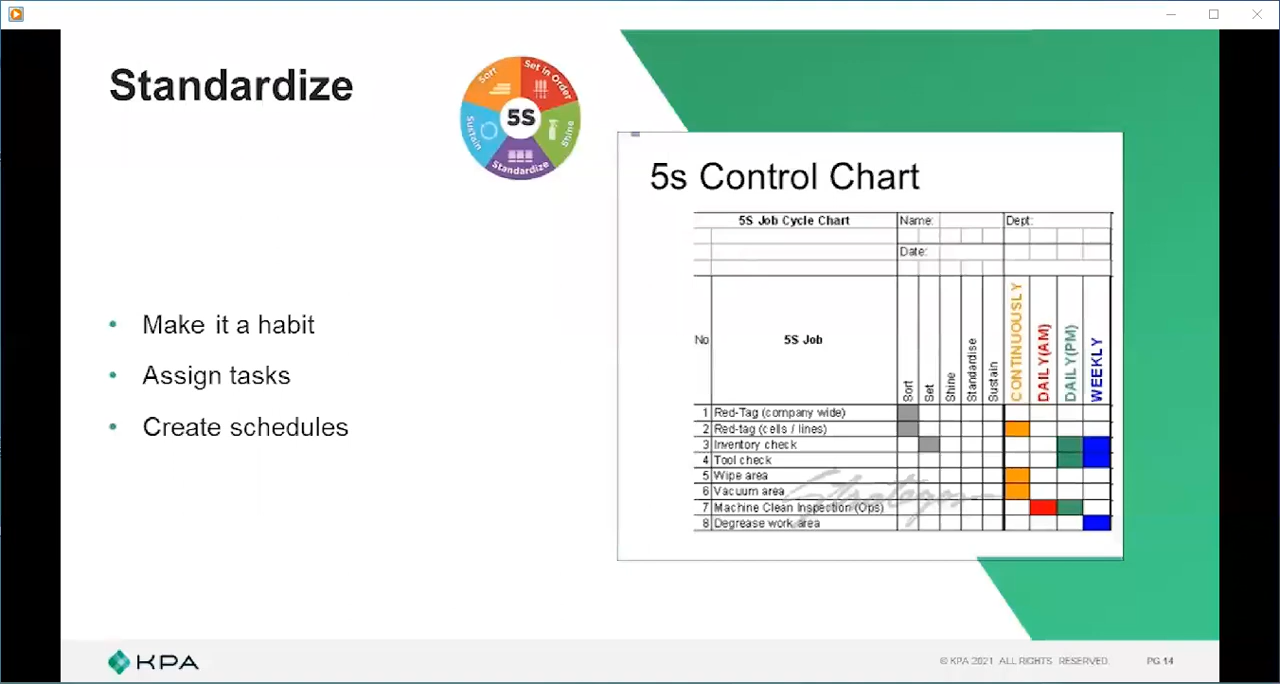 Standardize
Sort
Set In Order
Shine
Standardize
Sustain
5S
Make it a habit
Assign tasks
Create schedules
5s Control Chart
5S Job Cycle Chart Name: Dept:
Date:
No 5S Job Sort Set Shine Standardise Sustain CONTINUOUSLY DAILY(AM) DAILY(PM) WEEKLY
1 Red-Tag (company wide)
2 Red-tag (cells / lines)
3 Inventory check
4 Tool check
5 Wipe area
6 Vacuum area
7 Machine Clean Inspection (Ops)
8 Degrease work area
KPA
© KPA 2021 ALL RIGHTS RESERVED.
PG 14